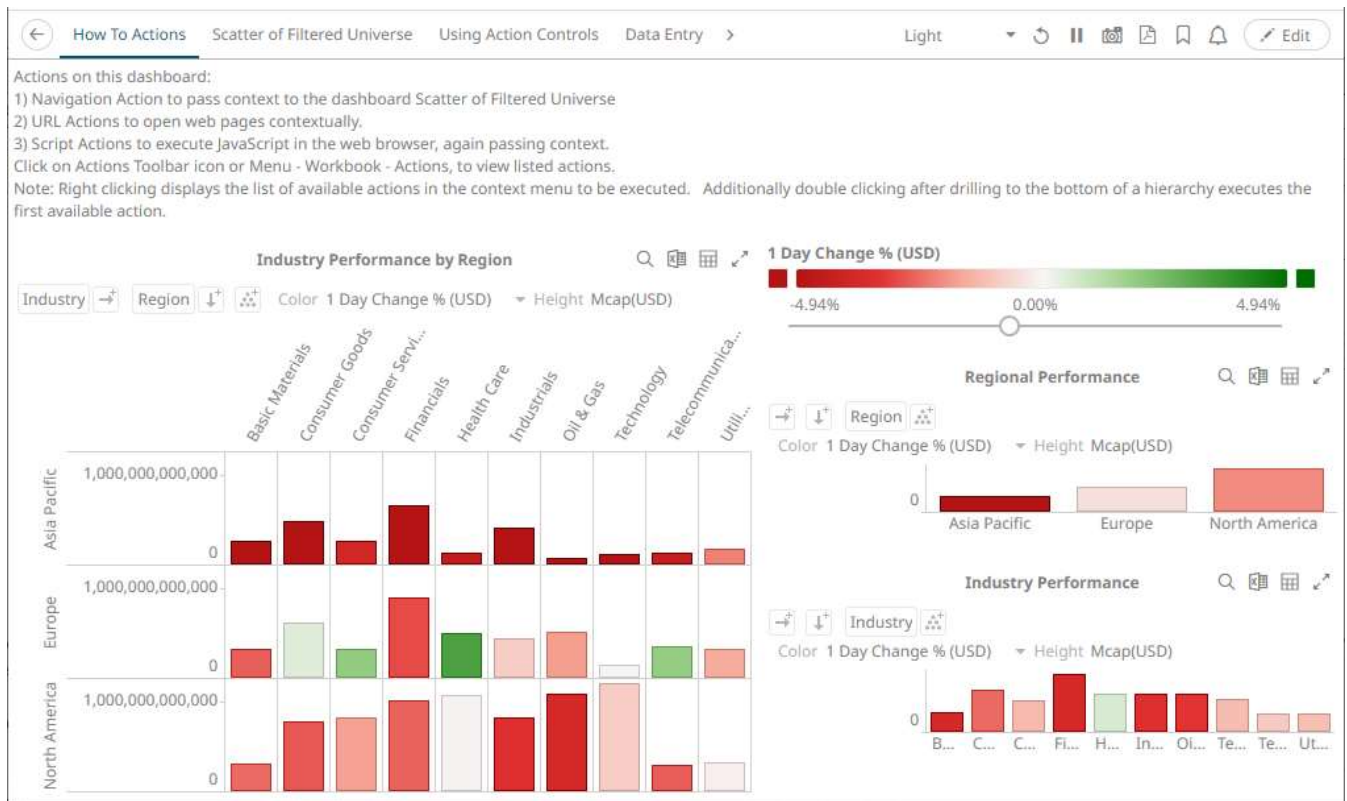 How To Actions Scatter of Filtered Universe Using Action Controls Data Entry Light Edit
Actions on this dashboard:
1) Navigation Action to pass context to the dashboard Scatter of Filtered Universe
2) URL Actions to open web pages contextually.
3) Script Actions to execute JavaScript in the web browser, again passing context.
Click on Actions Toolbar icon or Menu - Workbook - Actions, to view listed actions.
Note: Right clicking displays the list of available actions in the context menu to be executed. Additionally double clicking after drilling to the bottom of a hierarchy executes the
first available action.
Industry Performance by Region
Industry Region Color 1 Day Change % (USD) Height Mcap(USD)
Basic Materials
Consumer Goods
Consumer Servi...
Financials
Health Care
Industrials
Oil & Gas
Technology
Telecommunica...
Utili...
Asia Pacific
1,000,000,000,000
0
Europe
1,000,000,000,000
0
North America
1,000,000,000,000
0
1 Day Change % (USD)
-4.94% 0.00% 4.94%
Regional Performance
Region
Color 1 Day Change % (USD) Height Mcap(USD)
0
Asia Pacific Europe North America
Industry Performance
Industry
Color 1 Day Change % (USD) Height Mcap(USD)
0
B... C... C... Fi... H... In... Oi... Te... Te... Ut...